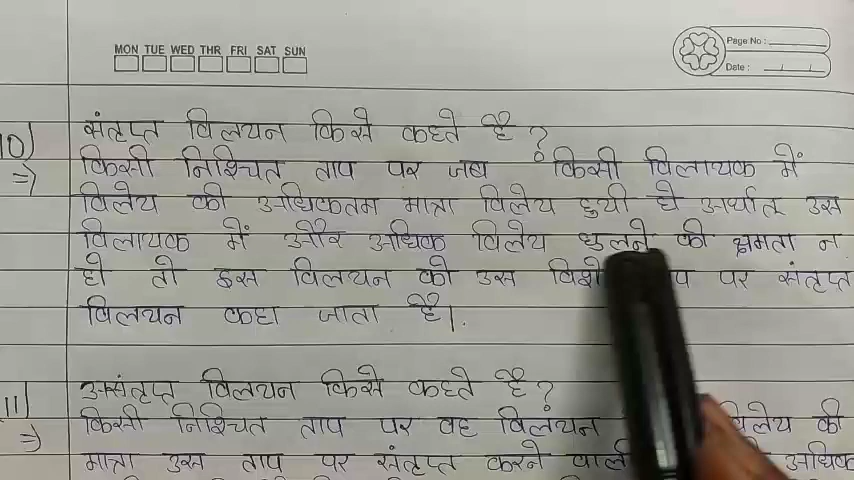 MON TUE WED THR FRI SAT SUN
Page No :
Date :
10) संतृप्त विलयन किसे कहते है ?
=> किसी निश्चित ताप पर जब किसी विलायक में
विलेय की अधिकतम मात्रा विलेय हुयी हो अर्थात उस
विलायक में और अधिक विलेय घुलने की क्षमता न
हो तो इस विलयन को उस पर संतृप्त
विलयन कहा जाता है।
11) असंतृप्त विलयन किसे कहते है ?
=> किसी निश्चित ताप पर वह विलयन विलेय की
मात्रा उस ताप पर संतृप्त करने अधिक